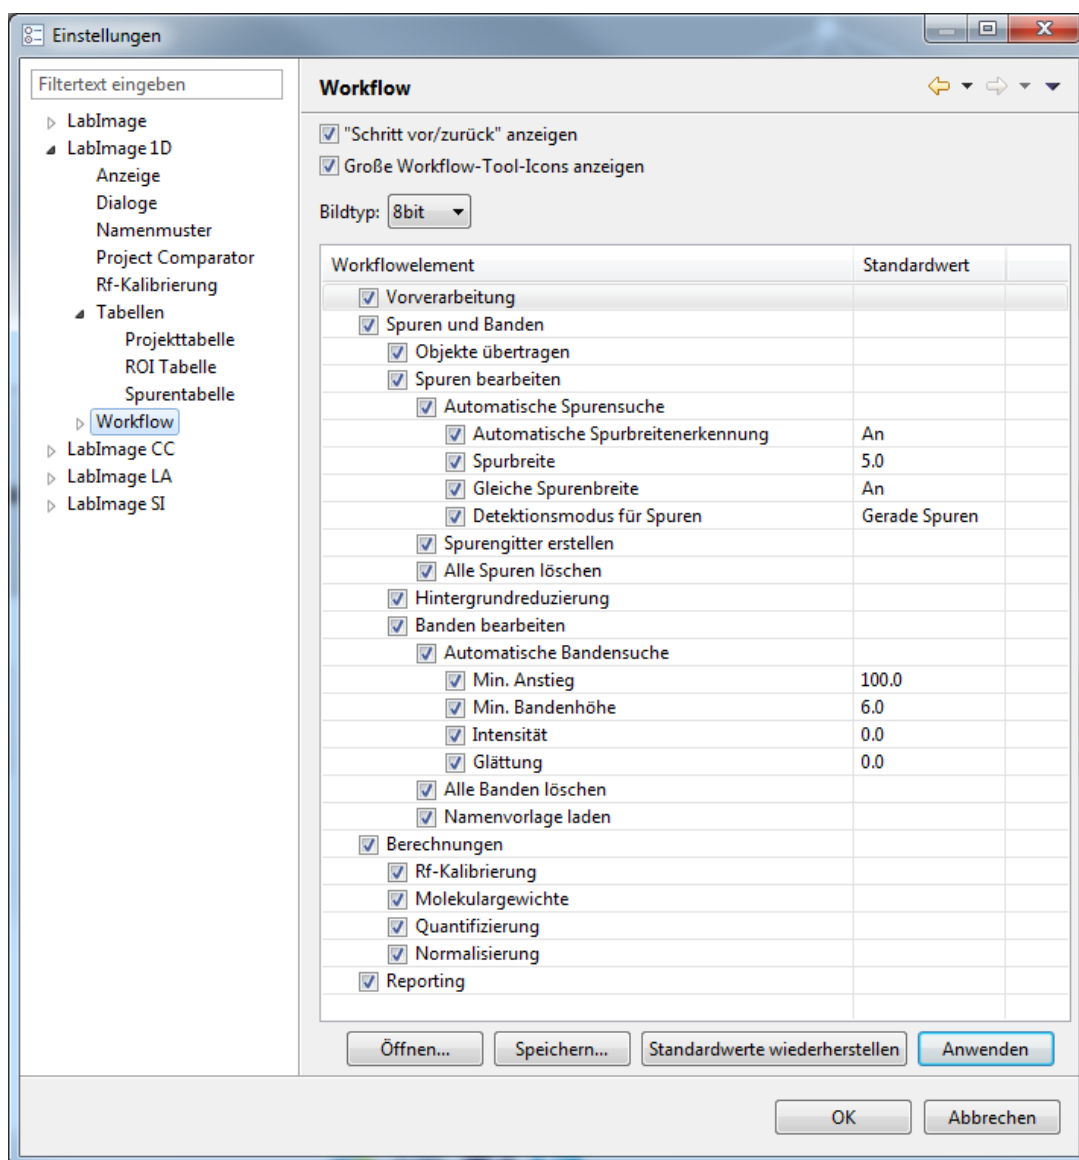 Einstellungen
Filtertext eingeben
LabImage
LabImage 1D
Anzeige
Dialoge
Namenmuster
Project Comparator
Rf-Kalibrierung
Tabellen
Projekttabelle
ROI Tabelle
Spurentabelle
Workflow
LabImage CC
LabImage LA
LabImage SI
Workflow
"Schritt vor/zurück" anzeigen
Große Workflow-Tool-Icons anzeigen
Bildtyp: 8bit
Workflowelement Standardwert
Vorverarbeitung
Spuren und Banden
Objekte übertragen
Spuren bearbeiten
Automatische Spurensuche
Automatische Spurbreitenerkennung An
Spurbreite 5.0
Gleiche Spurenbreite An
Detektionsmodus für Spuren Gerade Spuren
Spurengitter erstellen
Alle Spuren löschen
Hintergrundreduzierung
Banden bearbeiten
Automatische Bandensuche
Min. Anstieg 100.0
Min. Bandenhöhe 6.0
Intensität 0.0
Glättung 0.0
Alle Banden löschen
Namenvorlage laden
Berechnungen
Rf-Kalibrierung
Molekulargewichte
Quantifizierung
Normalisierung
Reporting
Öffnen... Speichern... Standardwerte wiederherstellen Anwenden
OK Abbrechen